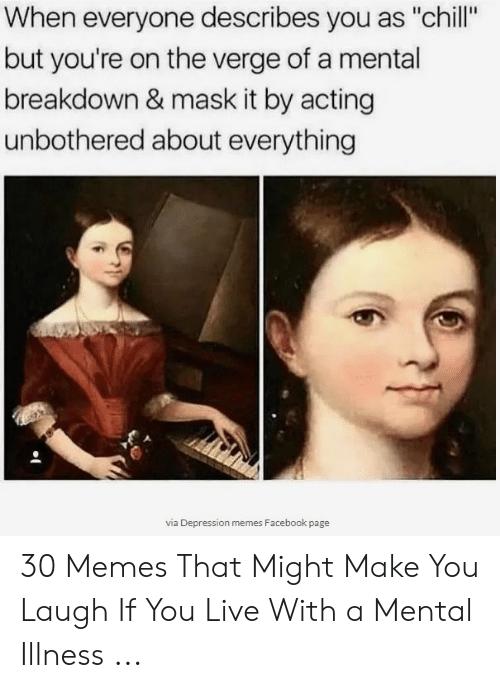 When everyone describes you as "chill"
but you're on the verge of a mental
breakdown & mask it by acting
unbothered about everything
via Depression memes Facebook page
30 Memes That Might Make You
Laugh If You Live With a Mental
Illness ...